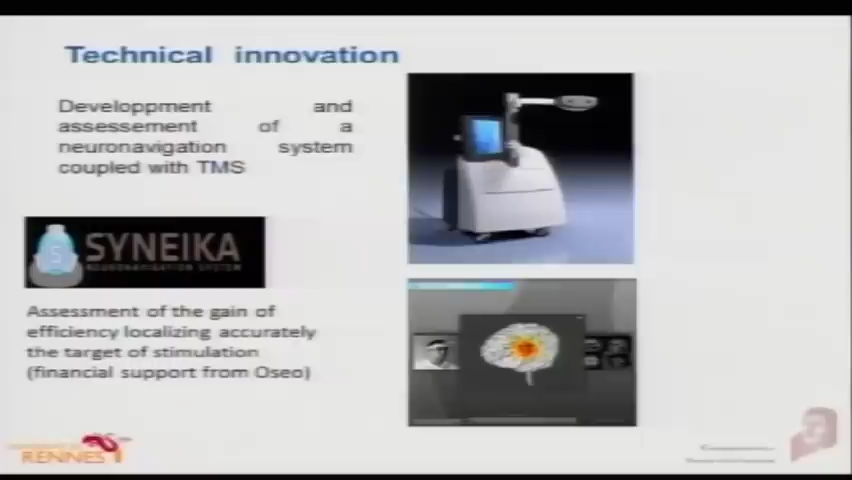 Technical innovation
Developpment and
assessement of a
neuronavigation system
coupled with TMS
SYNEIKA
NEURONAVIGATION SYSTEM
Assessment of the gain of
efficiency localizing accurately
the target of stimulation
(financial support from Oseo)
RENNES 1